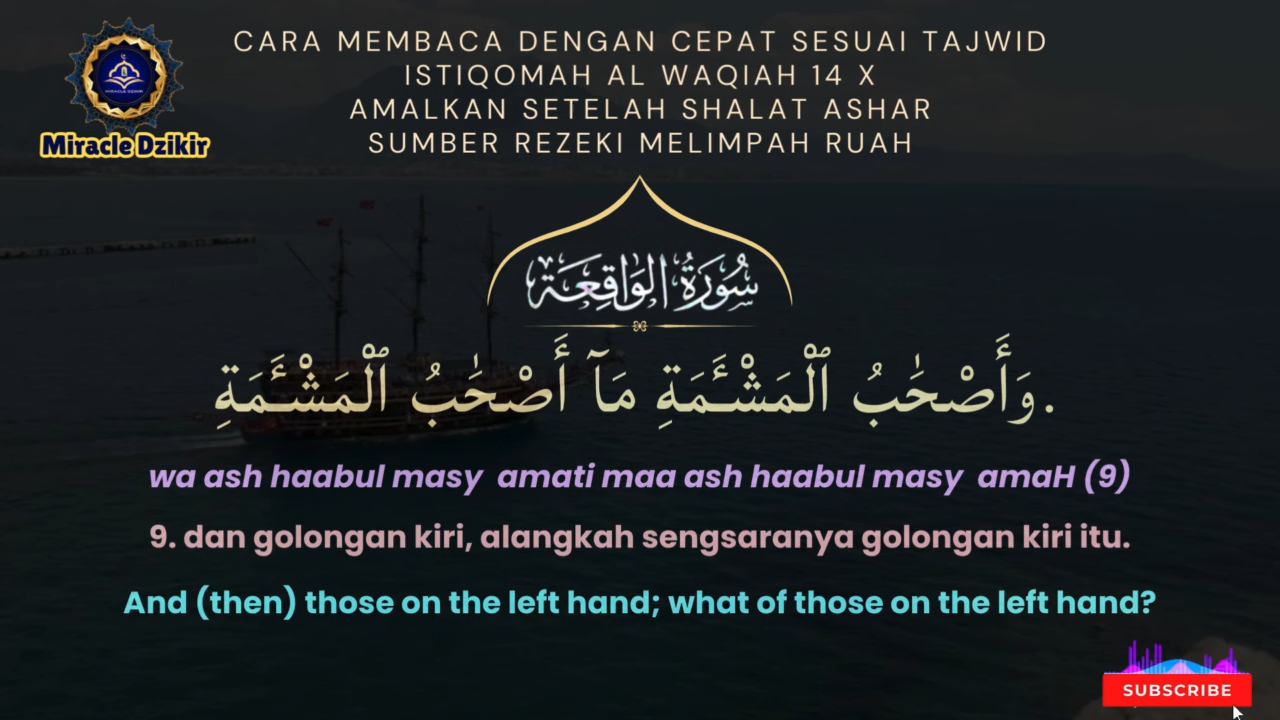 CARA MEMBACA DENGAN CEPAT SESUAI TAJWID
ISTIQOMAH AL WAQIAH 14 X
AMALKAN SETELAH SHALAT ASHAR
SUMBER REZEKI MELIMPAH RUAH
MIRACLE DZIKIR
Miracle Dzikir
سُوْرَةُ الوَاقِعَة
وَأَصْحَٰبُ ٱلْمَشْـَٔمَةِ مَآ أَصْحَٰبُ ٱلْمَشْـَٔمَةِ.
wa ash haabul masy  amati maa ash haabul masy  amaH (9)
9. dan golongan kiri, alangkah sengsaranya golongan kiri itu.
And (then) those on the left hand; what of those on the left hand?
SUBSCRIBE